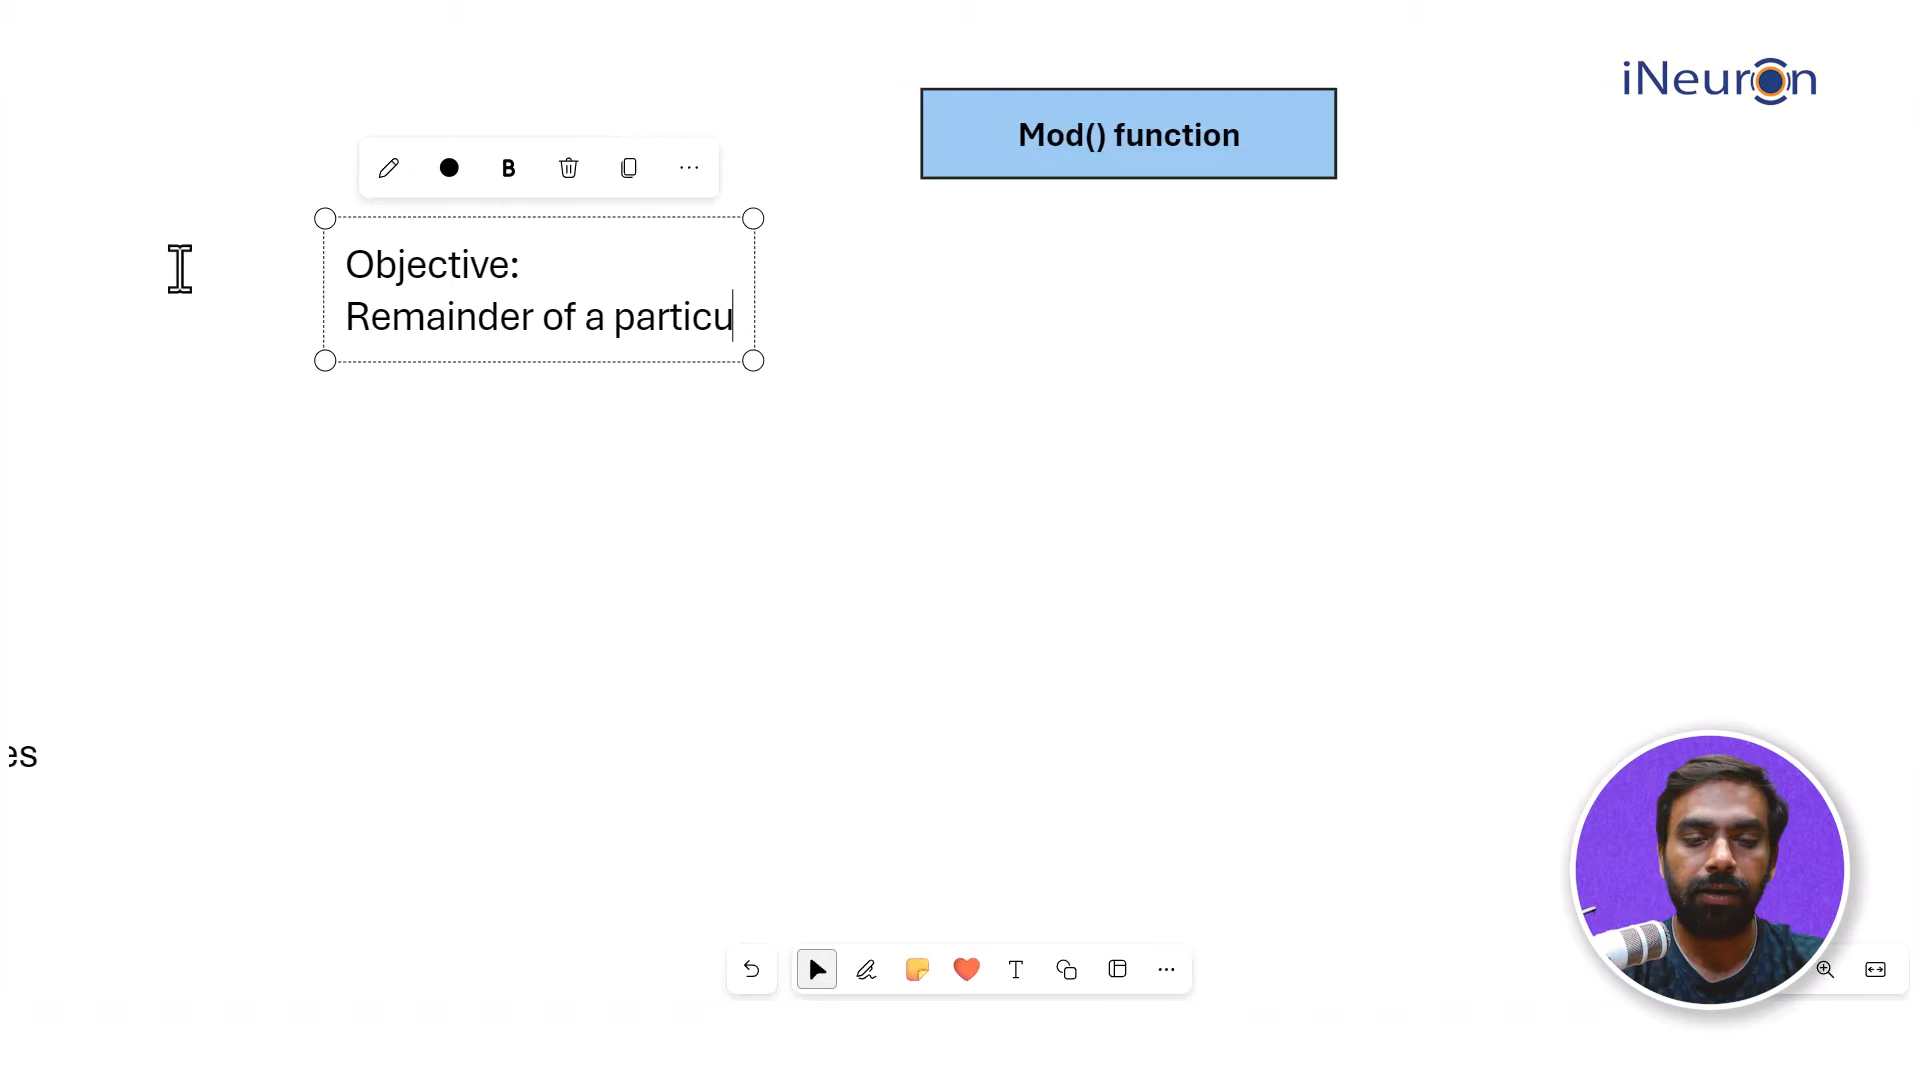 iNeuron
Mod() function
B
Objective:
Remainder of a particu
es
T